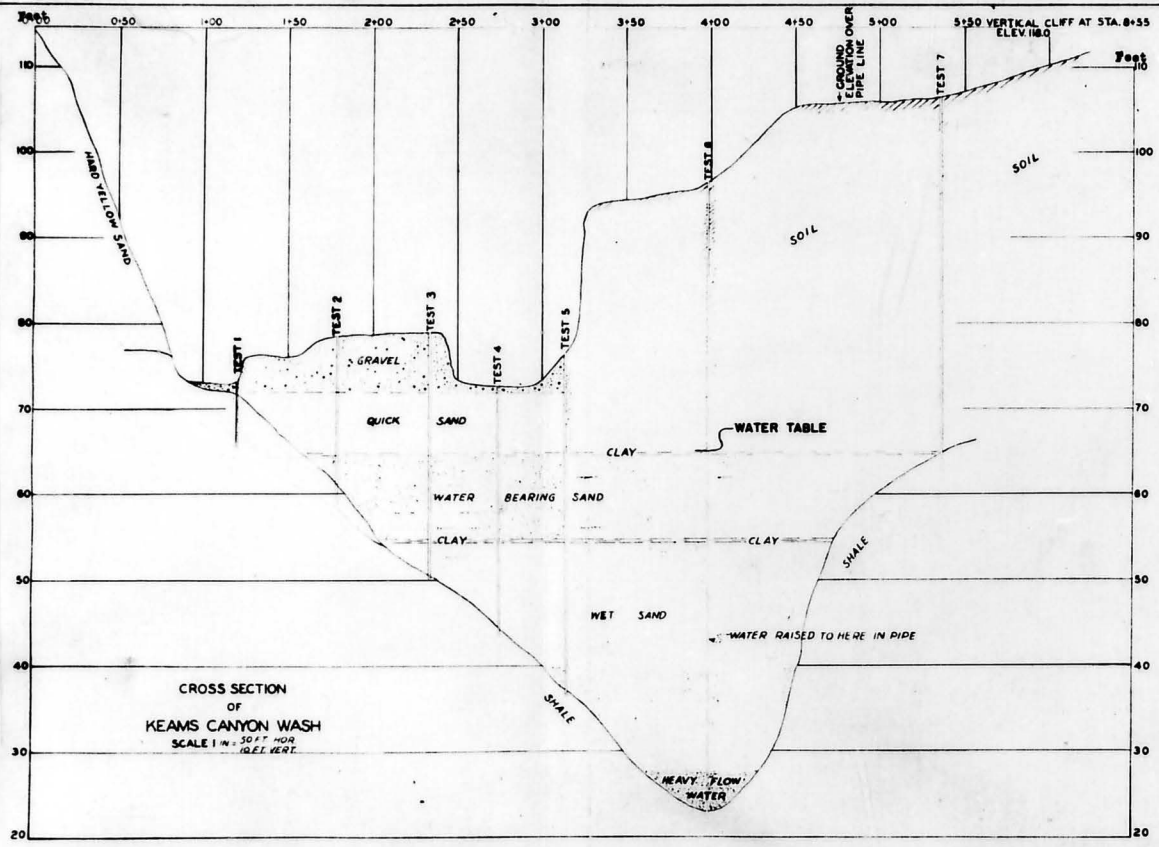 Feet
0+00 0+50 1+00 1+50 2+00 2+50 3+00 3+50 4+00 4+50 5+00 5+50 VERTICAL CLIFF AT STA. 8+55
ELEV. 118.0
Feet
110
110
← GROUND
ELEVATION OVER
PIPE LINE
TEST 7
100
100
HARD YELLOW SAND
TEST 6
SOIL
SOIL
90
90
80
80
TEST 1
TEST 2
TEST 3
TEST 4
TEST 5
GRAVEL
70
70
QUICK SAND
WATER TABLE
CLAY
60
60
WATER BEARING SAND
CLAY
CLAY
SHALE
50
50
WET SAND
WATER RAISED TO HERE IN PIPE
40
40
SHALE
CROSS SECTION
OF
KEAMS CANYON WASH
SCALE 1 IN = 50 FT HOR
10 FT VERT.
30
30
HEAVY FLOW
WATER
20
20